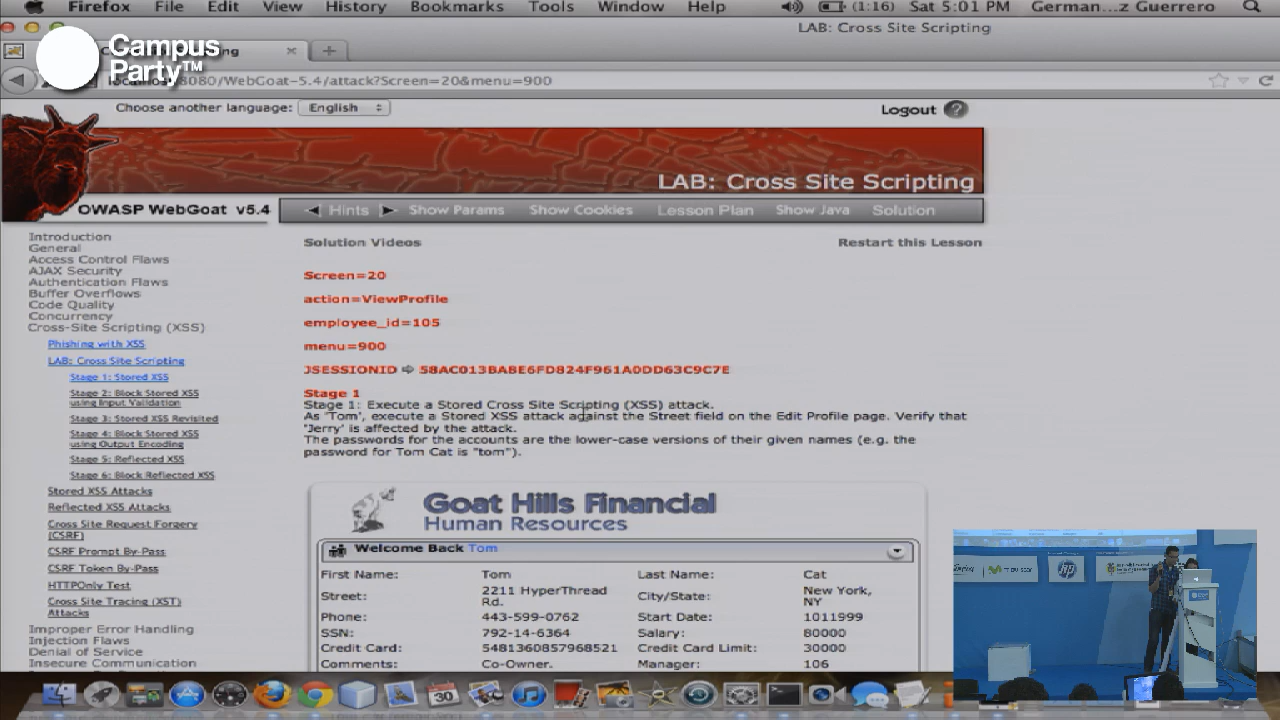 Firefox File Edit View History Bookmarks Tools Window Help (1:16) Sat 5:01 PM German...z Guerrero
LAB: Cross Site Scripting
Campus
Party™
8080/WebGoat-5.4/attack?Screen=20&menu=900
Choose another language: English
Logout ?
LAB: Cross Site Scripting
OWASP WebGoat v5.4
Hints Show Params Show Cookies Lesson Plan Show Java Solution
Introduction
General
Access Control Flaws
AJAX Security
Authentication Flaws
Buffer Overflows
Code Quality
Concurrency
Cross-Site Scripting (XSS)
Phishing with XSS
LAB: Cross Site Scripting
Stage 1: Stored XSS
Stage 2: Block Stored XSS
using Input Validation
Stage 3: Stored XSS Revisited
Stage 4: Block Stored XSS
using Output Encoding
Stage 5: Reflected XSS
Stage 6: Block Reflected XSS
Stored XSS Attacks
Reflected XSS Attacks
Cross Site Request Forgery
(CSRF)
CSRF Prompt By-Pass
CSRF Token By-Pass
HTTPOnly Test
Cross Site Tracing (XST)
Attacks
Improper Error Handling
Injection Flaws
Denial of Service
Insecure Communication
Solution Videos
Restart this Lesson
Screen=20
action=ViewProfile
employee_id=105
menu=900
JSESSIONID ⇨ 58AC013BABE6FD824F961A0DD63C9C7E
Stage 1
Stage 1: Execute a Stored Cross Site Scripting (XSS) attack.
As 'Tom', execute a Stored XSS attack against the Street field on the Edit Profile page. Verify that
'Jerry' is affected by the attack.
The passwords for the accounts are the lower-case versions of their given names (e.g. the
password for Tom Cat is "tom").
Goat Hills Financial
Human Resources
Welcome Back Tom
First Name: Tom Last Name: Cat
Street: 2211 HyperThread Rd. City/State: New York, NY
Phone: 443-599-0762 Start Date: 1011999
SSN: 792-14-6364 Salary: 80000
Credit Card: 5481360857968521 Credit Card Limit: 30000
Comments: Co-Owner. Manager: 106
30
hp
movistar